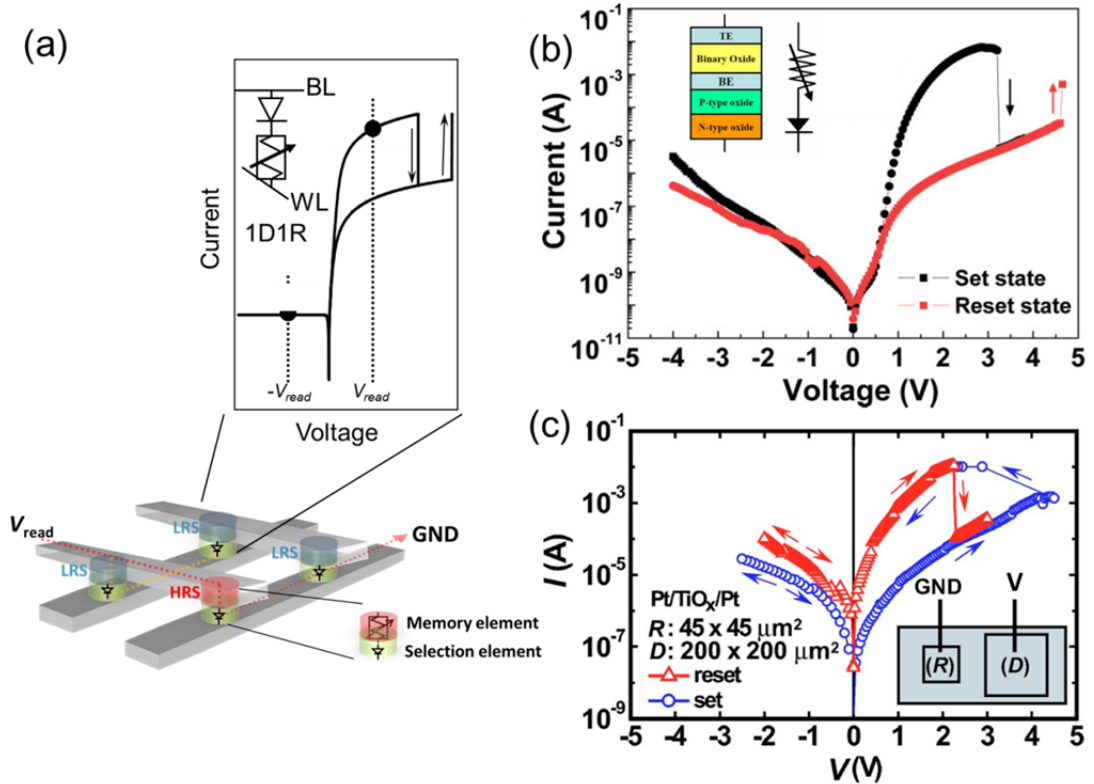 (a)
BL
WL
1D1R
Current
-Vread
Vread
Voltage
Vread
LRS
LRS
LRS
HRS
GND
Memory element
Selection element
(b)
Current (A)
10-1
10-3
10-5
10-7
10-9
10-11
TE
Binary Oxide
BE
P-type oxide
N-type oxide
Set state
Reset state
-5 -4 -3 -2 -1 0 1 2 3 4 5
Voltage (V)
(c)
I (A)
10-1
10-3
10-5
10-7
10-9
Pt/TiOx/Pt
R: 45 x 45 μm2
D: 200 x 200 μm2
reset
set
GND V
(R) (D)
-5 -4 -3 -2 -1 0 1 2 3 4 5
V(V)